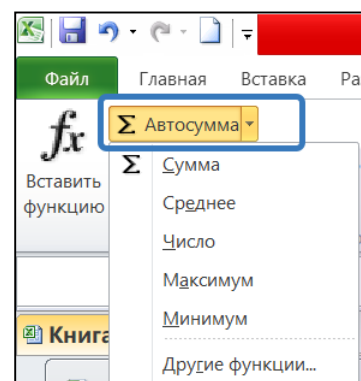 Файл Главная Вставка Ра
fx
Вставить
функцию
Σ Автосумма
Σ Сумма
Среднее
Число
Максимум
Минимум
Другие функции...
Книга